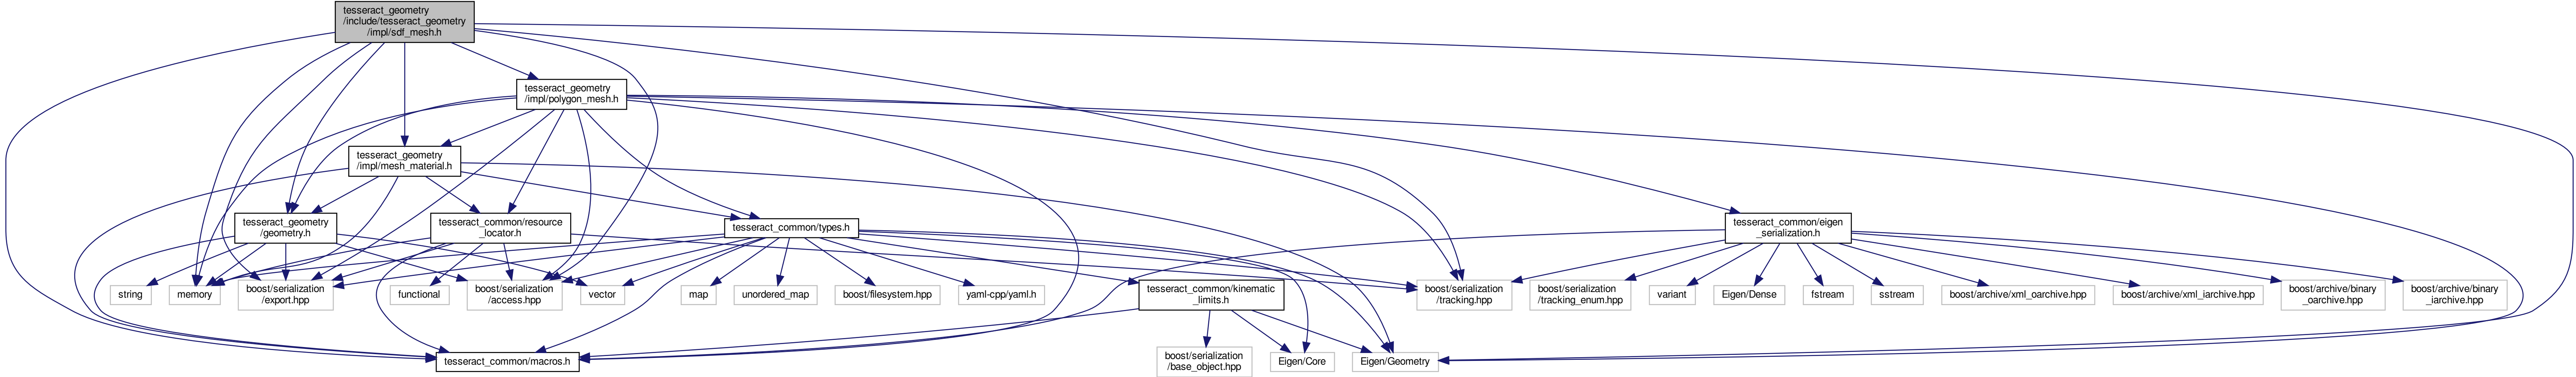 tesseract_geometry
/include/tesseract_geometry
/impl/sdf_mesh.h
tesseract_geometry
/impl/polygon_mesh.h
tesseract_geometry
/impl/mesh_material.h
tesseract_geometry
/geometry.h
tesseract_common/resource
_locator.h
tesseract_common/types.h
tesseract_common/eigen
_serialization.h
string
memory
boost/serialization
/export.hpp
functional
boost/serialization
/access.hpp
vector
map
unordered_map
boost/filesystem.hpp
yaml-cpp/yaml.h
tesseract_common/kinematic
_limits.h
boost/serialization
/tracking.hpp
boost/serialization
/tracking_enum.hpp
variant
Eigen/Dense
fstream
sstream
boost/archive/xml_oarchive.hpp
boost/archive/xml_iarchive.hpp
boost/archive/binary
_oarchive.hpp
boost/archive/binary
_iarchive.hpp
tesseract_common/macros.h
boost/serialization
/base_object.hpp
Eigen/Core
Eigen/Geometry